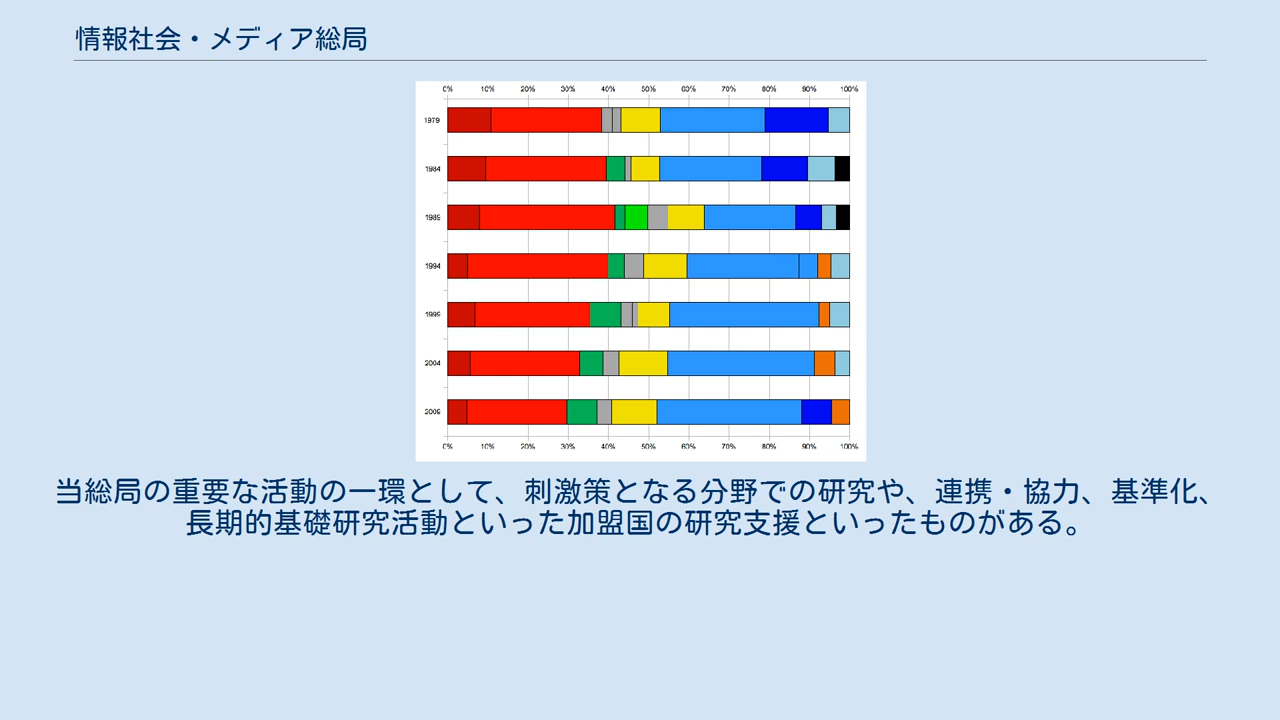 情報社会・メディア総局
0% 10% 20% 30% 40% 50% 60% 70% 80% 90% 100%
1979
1984
1989
1994
1999
2004
2009
0% 10% 20% 30% 40% 50% 60% 70% 80% 90% 100%
当総局の重要な活動の一環として、刺激策となる分野での研究や、連携・協力、基準化、
長期的基礎研究活動といった加盟国の研究支援といったものがある。